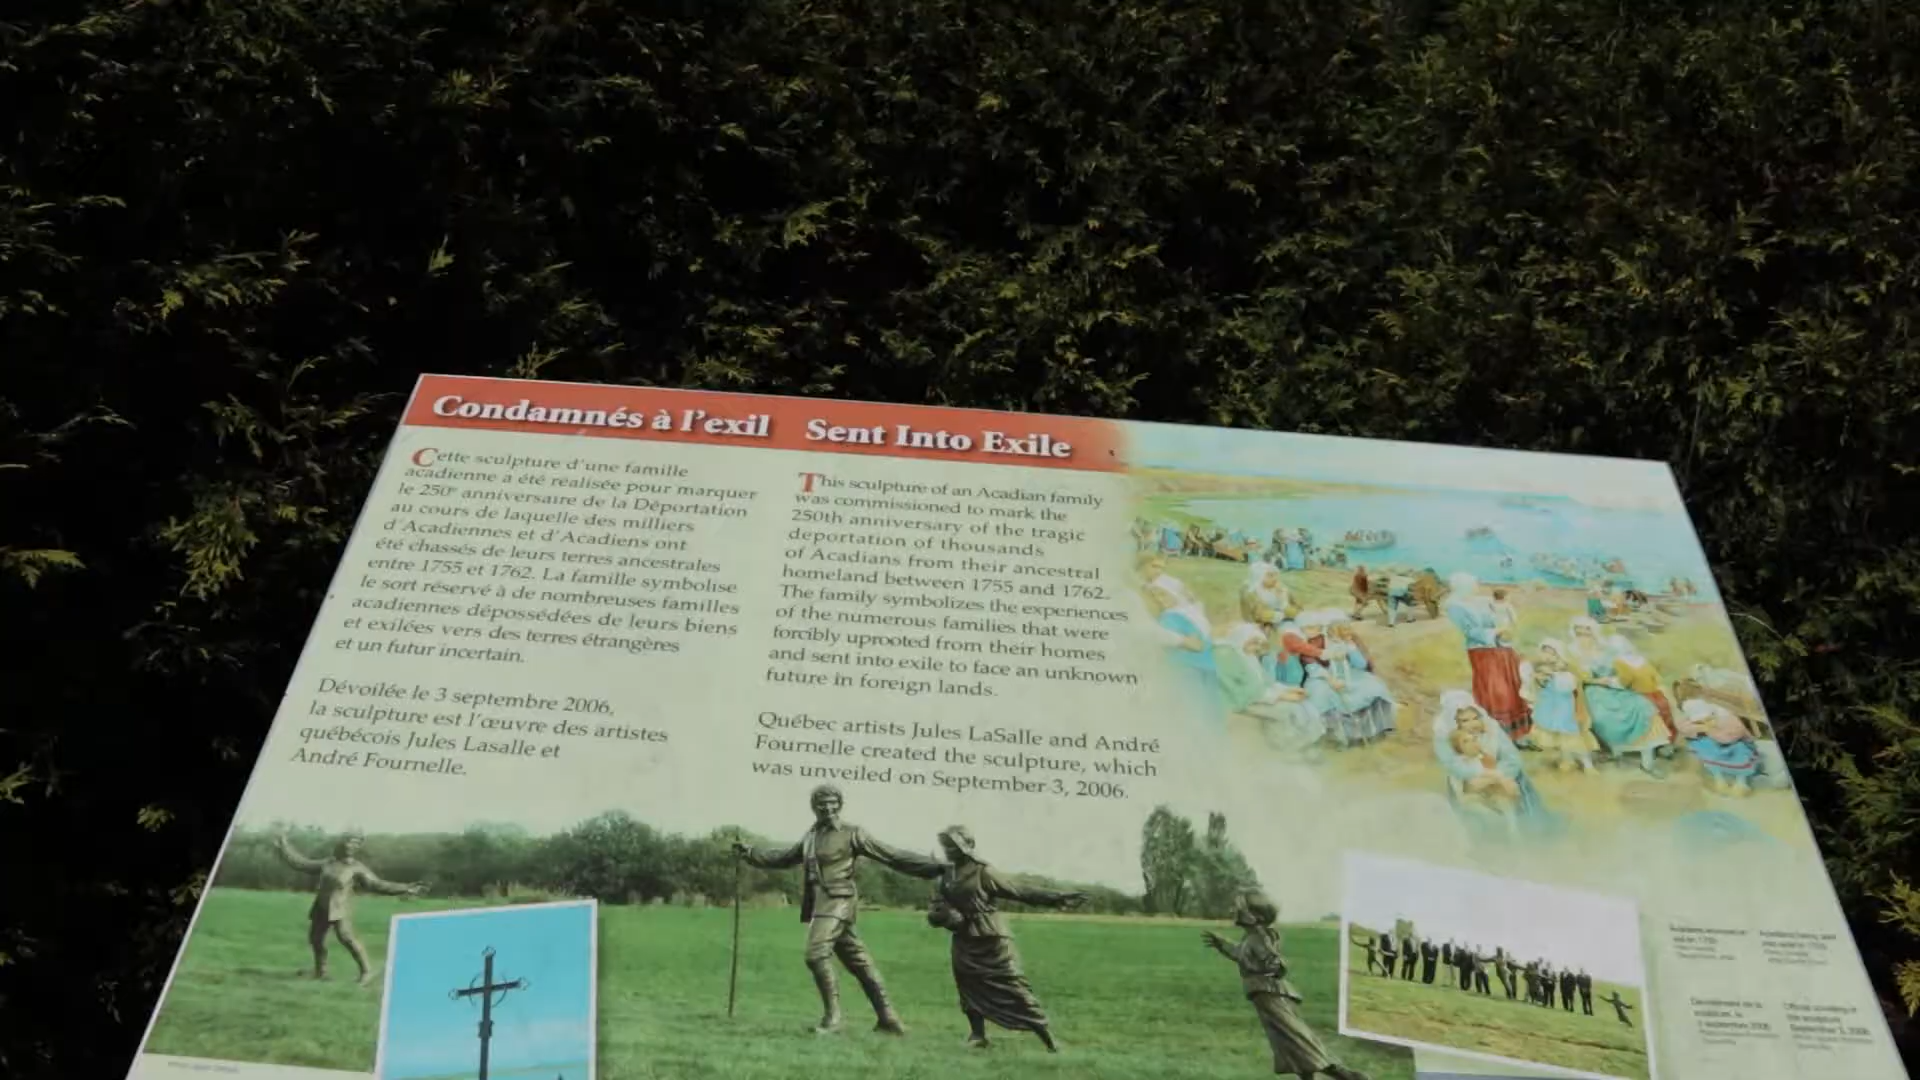 Condamnés à l'exil
Cette sculpture d'une famille
acadienne a été réalisée pour marquer
le 250e anniversaire de la Déportation
au cours de laquelle des milliers
d'Acadiennes et d'Acadiens ont
été chassés de leurs terres ancestrales
entre 1755 et 1762. La famille symbolise
le sort réservé à de nombreuses familles
acadiennes dépossédées de leurs biens
et exilées vers des terres étrangères
et un futur incertain.
Dévoilée le 3 septembre 2006,
la sculpture est l'œuvre des artistes
québécois Jules Lasalle et
André Fournelle.
Sent Into Exile
This sculpture of an Acadian family
was commissioned to mark the
250th anniversary of the tragic
deportation of thousands
of Acadians from their ancestral
homeland between 1755 and 1762.
The family symbolizes the experiences
of the numerous families that were
forcibly uprooted from their homes
and sent into exile to face an unknown
future in foreign lands.
Québec artists Jules LaSalle and André
Fournelle created the sculpture, which
was unveiled on September 3, 2006.